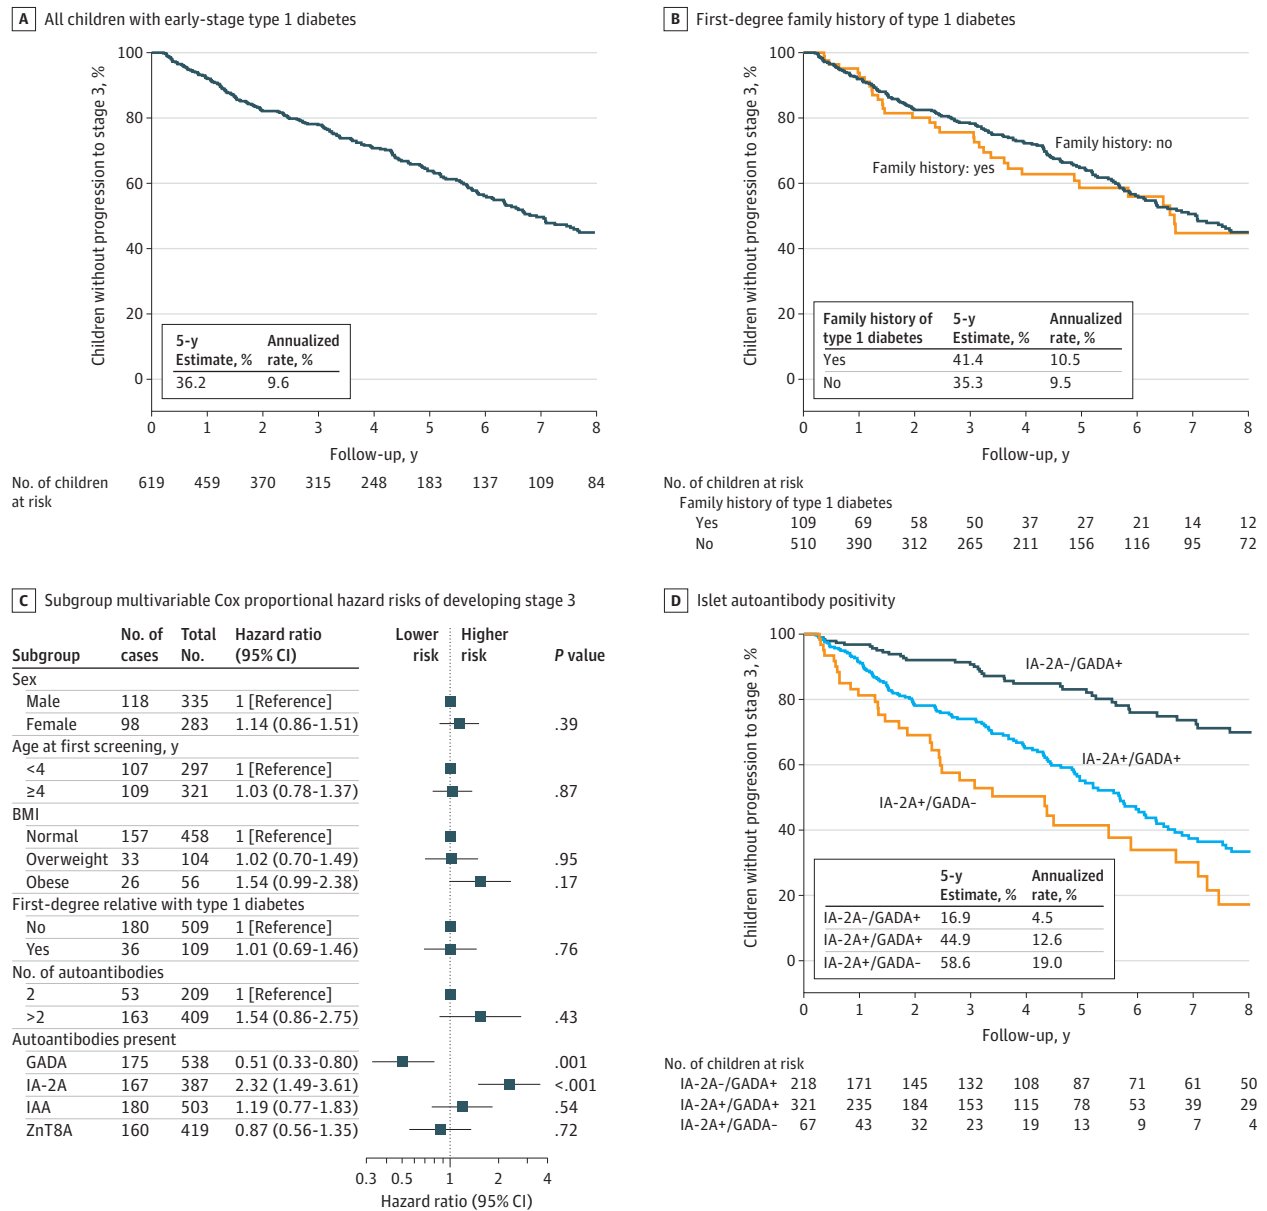 A All children with early-stage type 1 diabetes
Children without progression to stage 3, %
100
80
60
40
20
0
5-y Estimate, % Annualized rate, %
36.2 9.6
0 1 2 3 4 5 6 7 8
Follow-up, y
No. of children at risk 619 459 370 315 248 183 137 109 84
B First-degree family history of type 1 diabetes
Children without progression to stage 3, %
100
80
60
40
20
0
Family history: no
Family history: yes
Family history of type 1 diabetes 5-y Estimate, % Annualized rate, %
Yes 41.4 10.5
No 35.3 9.5
0 1 2 3 4 5 6 7 8
Follow-up, y
No. of children at risk
Family history of type 1 diabetes
Yes 109 69 58 50 37 27 21 14 12
No 510 390 312 265 211 156 116 95 72
C Subgroup multivariable Cox proportional hazard risks of developing stage 3
Subgroup No. of cases Total No. Hazard ratio (95% CI) Lower risk Higher risk P value
Sex
Male 118 335 1 [Reference]
Female 98 283 1.14 (0.86-1.51) .39
Age at first screening, y
<4 107 297 1 [Reference]
≥4 109 321 1.03 (0.78-1.37) .87
BMI
Normal 157 458 1 [Reference]
Overweight 33 104 1.02 (0.70-1.49) .95
Obese 26 56 1.54 (0.99-2.38) .17
First-degree relative with type 1 diabetes
No 180 509 1 [Reference]
Yes 36 109 1.01 (0.69-1.46) .76
No. of autoantibodies
2 53 209 1 [Reference]
>2 163 409 1.54 (0.86-2.75) .43
Autoantibodies present
GADA 175 538 0.51 (0.33-0.80) .001
IA-2A 167 387 2.32 (1.49-3.61) <.001
IAA 180 503 1.19 (0.77-1.83) .54
ZnT8A 160 419 0.87 (0.56-1.35) .72
0.3 0.5 1 2 4
Hazard ratio (95% CI)
D Islet autoantibody positivity
Children without progression to stage 3, %
100
80
60
40
20
0
IA-2A-/GADA+
IA-2A+/GADA+
IA-2A+/GADA-
5-y Estimate, % Annualized rate, %
IA-2A-/GADA+ 16.9 4.5
IA-2A+/GADA+ 44.9 12.6
IA-2A+/GADA- 58.6 19.0
0 1 2 3 4 5 6 7 8
Follow-up, y
No. of children at risk
IA-2A-/GADA+ 218 171 145 132 108 87 71 61 50
IA-2A+/GADA+ 321 235 184 153 115 78 53 39 29
IA-2A+/GADA- 67 43 32 23 19 13 9 7 4